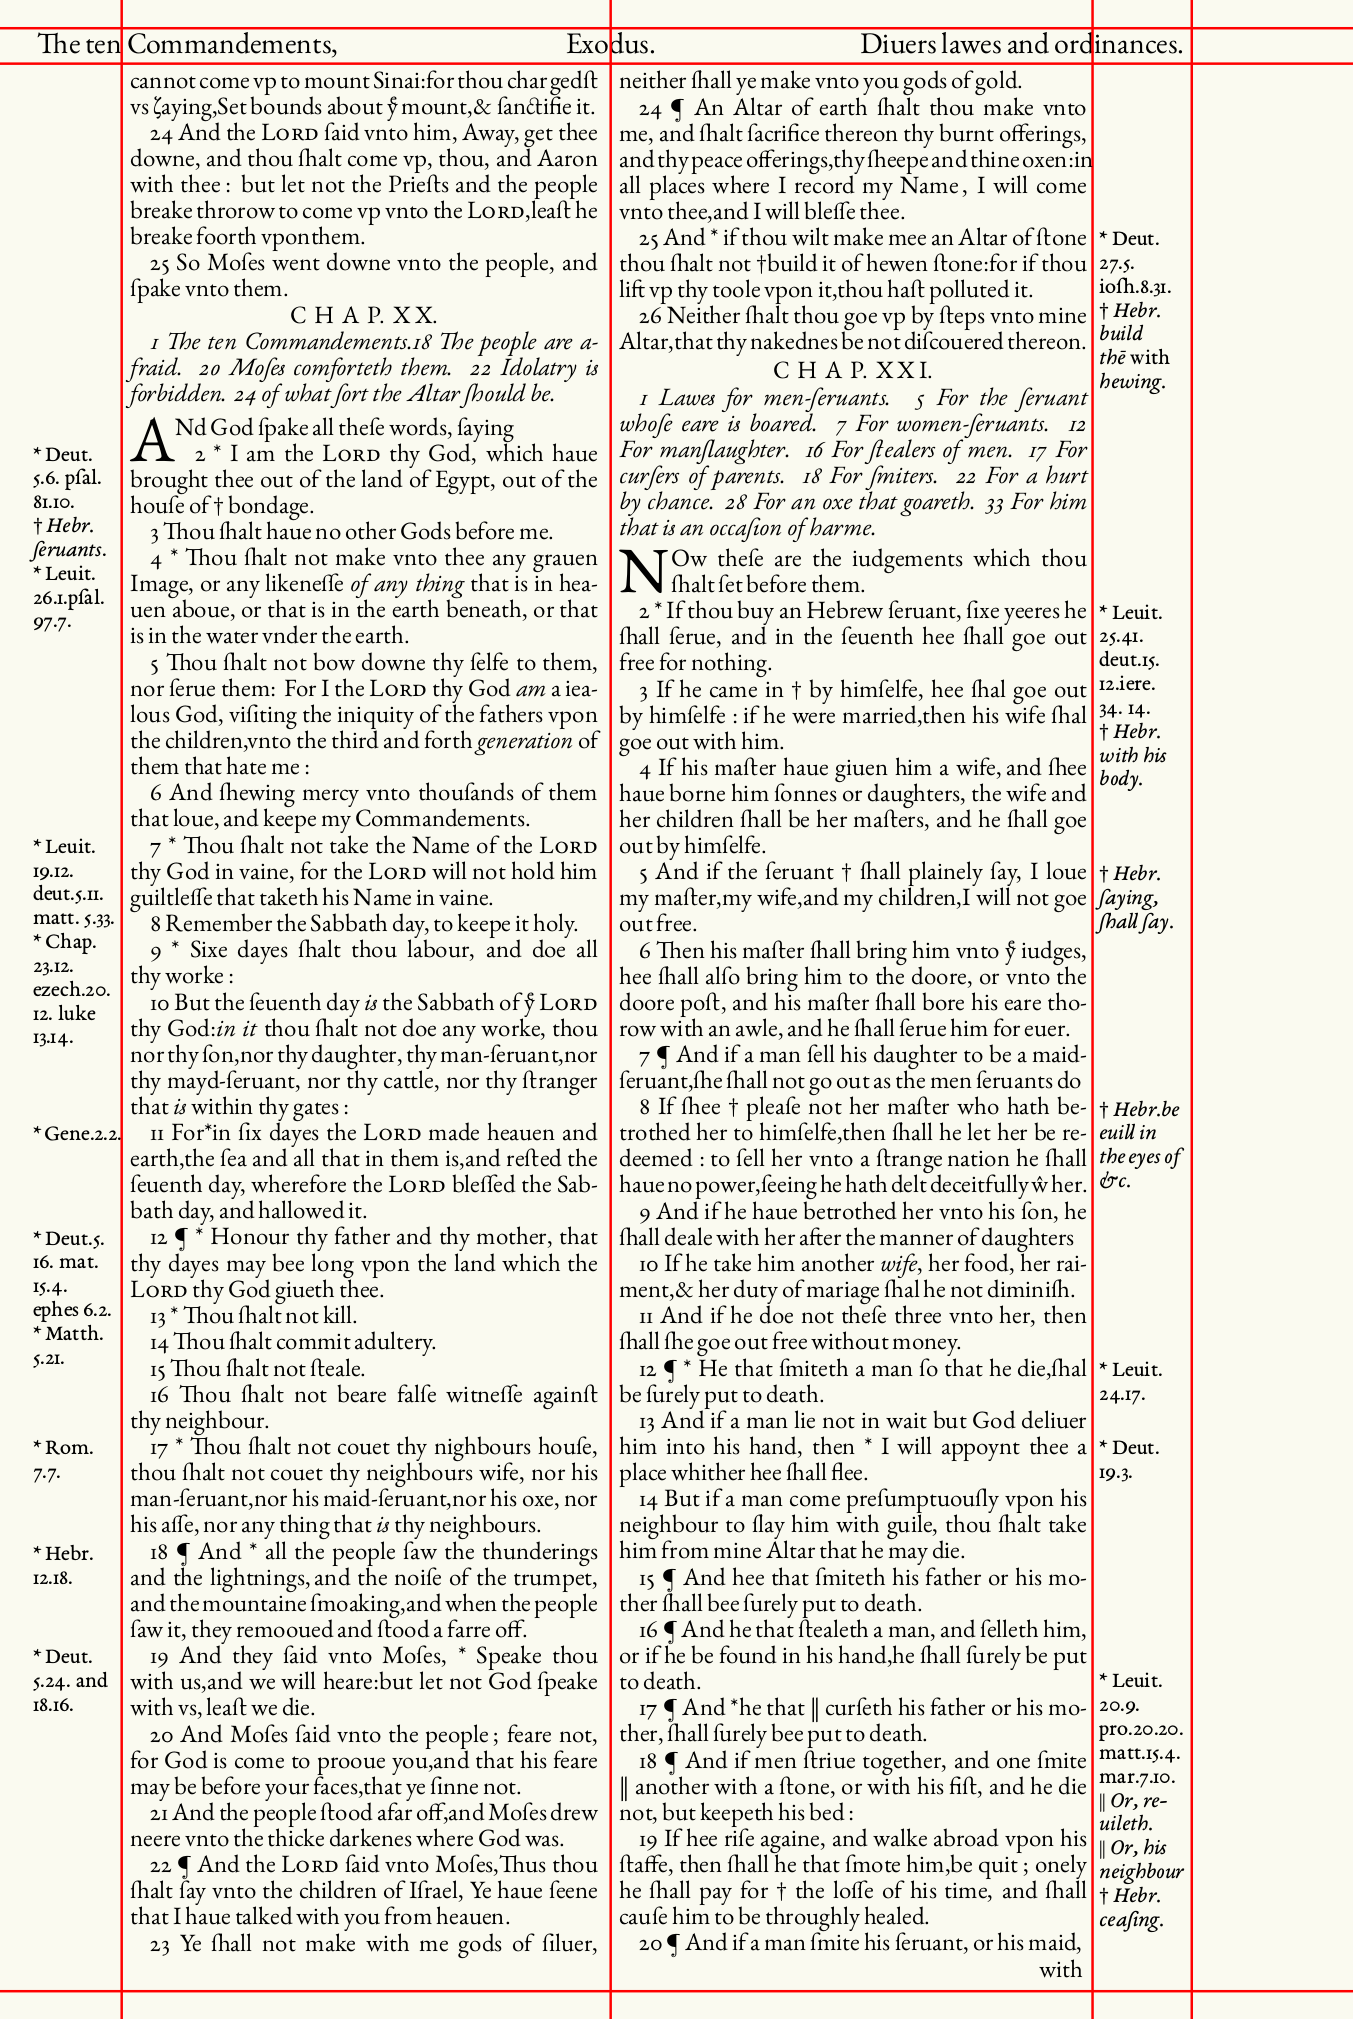 The ten Commandements, Exodus. Diuers lawes and ordinances.
* Deut.
5.6. pſal.
81.10.
† Hebr.
ſeruants.
* Leuit.
26.1.pſal.
97.7.
* Leuit.
19.12.
deut.5.11.
matt. 5.33.
* Chap.
23.12.
ezech.20.
12. luke
13.14.
* Gene.2.2.
* Deut.5.
16. mat.
15.4.
ephes 6.2.
* Matth.
5.21.
* Rom.
7.7.
* Hebr.
12.18.
* Deut.
5.24. and
18.16.
cannot come vp to mount Sinai:for thou chargedſt
vs ſaying,Set bounds about yͤ mount,& ſanctifie it.
24 And the LORD ſaid vnto him, Away, get thee
downe, and thou ſhalt come vp, thou, and Aaron
with thee : but let not the Prieſts and the people
breake throrow to come vp vnto the LORD,leaſt he
breake foorth vponthem.
25 So Moſes went downe vnto the people, and
ſpake vnto them.
CHAP. XX.
1 The ten Commandements.18 The people are a-
fraid. 20 Moſes comforteth them. 22 Idolatry is
forbidden. 24 of what ſort the Altar ſhould be.
ANd God ſpake all theſe words, ſaying
2 * I am the LORD thy God, which haue
brought thee out of the land of Egypt, out of the
houſe of † bondage.
3 Thou ſhalt haue no other Gods before me.
4 * Thou ſhalt not make vnto thee any grauen
Image, or any likeneſſe of any thing that is in hea-
uen aboue, or that is in the earth beneath, or that
is in the water vnder the earth.
5 Thou ſhalt not bow downe thy ſelfe to them,
nor ſerue them: For I the LORD thy God am a iea-
lous God, viſiting the iniquity of the fathers vpon
the children,vnto the third and forth generation of
them that hate me :
6 And ſhewing mercy vnto thouſands of them
that loue, and keepe my Commandements.
7 * Thou ſhalt not take the Name of the LORD
thy God in vaine, for the LORD will not hold him
guiltleſſe that taketh his Name in vaine.
8 Remember the Sabbath day, to keepe it holy.
9 * Sixe dayes ſhalt thou labour, and doe all
thy worke :
10 But the ſeuenth day is the Sabbath of yͤ LORD
thy God:in it thou ſhalt not doe any worke, thou
nor thy ſon,nor thy daughter, thy man-ſeruant,nor
thy mayd-ſeruant, nor thy cattle, nor thy ſtranger
that is within thy gates :
11 For*in ſix dayes the LORD made heauen and
earth,the ſea and all that in them is,and reſted the
ſeuenth day, wherefore the LORD bleſſed the Sab-
bath day, and hallowed it.
12 ¶ * Honour thy father and thy mother, that
thy dayes may bee long vpon the land which the
LORD thy God giueth thee.
13 * Thou ſhalt not kill.
14 Thou ſhalt commit adultery.
15 Thou ſhalt not ſteale.
16 Thou ſhalt not beare falſe witneſſe againſt
thy neighbour.
17 * Thou ſhalt not couet thy nighbours houſe,
thou ſhalt not couet thy neighbours wife, nor his
man-ſeruant,nor his maid-ſeruant,nor his oxe, nor
his aſſe, nor any thing that is thy neighbours.
18 ¶ And * all the people ſaw the thunderings
and the lightnings, and the noiſe of the trumpet,
and the mountaine ſmoaking,and when the people
ſaw it, they remooued and ſtood a farre off.
19 And they ſaid vnto Moſes, * Speake thou
with us,and we will heare:but let not God ſpeake
with vs, leaſt we die.
20 And Moſes ſaid vnto the people ; feare not,
for God is come to prooue you,and that his feare
may be before your faces,that ye ſinne not.
21 And the people ſtood afar off,and Moſes drew
neere vnto the thicke darkenes where God was.
22 ¶ And the LORD ſaid vnto Moſes,Thus thou
ſhalt ſay vnto the children of Iſrael, Ye haue ſeene
that I haue talked with you from heauen.
23 Ye ſhall not make with me gods of ſiluer,
neither ſhall ye make vnto you gods of gold.
24 ¶ An Altar of earth ſhalt thou make vnto
me, and ſhalt ſacrifice thereon thy burnt offerings,
and thy peace offerings,thy ſheepe and thine oxen:in
all places where I record my Name, I will come
vnto thee,and I will bleſſe thee.
25 And * if thou wilt make mee an Altar of ſtone
thou ſhalt not †build it of hewen ſtone:for if thou
lift vp thy toole vpon it,thou haſt polluted it.
26 Neither ſhalt thou goe vp by ſteps vnto mine
Altar,that thy nakednes be not diſcouered thereon.
CHAP. XXI.
1 Lawes for men-ſeruants. 5 For the ſeruant
whoſe eare is boared. 7 For women-ſeruants. 12
For manſlaughter. 16 For ſtealers of men. 17 For
curſers of parents. 18 For ſmiters. 22 For a hurt
by chance. 28 For an oxe that goareth. 33 For him
that is an occaſion of harme.
NOw theſe are the iudgements which thou
ſhalt ſet before them.
2 * If thou buy an Hebrew ſeruant, ſixe yeeres he
ſhall ſerue, and in the ſeuenth hee ſhall goe out
free for nothing.
3 If he came in † by himſelfe, hee ſhal goe out
by himſelfe : if he were married,then his wife ſhal
goe out with him.
4 If his maſter haue giuen him a wife, and ſhee
haue borne him ſonnes or daughters, the wife and
her children ſhall be her maſters, and he ſhall goe
out by himſelfe.
5 And if the ſeruant † ſhall plainely ſay, I loue
my maſter,my wife,and my children,I will not goe
out free.
6 Then his maſter ſhall bring him vnto yͤ iudges,
hee ſhall alſo bring him to the doore, or vnto the
doore poſt, and his maſter ſhall bore his eare tho-
row with an awle, and he ſhall ſerue him for euer.
7 ¶ And if a man ſell his daughter to be a maid-
ſeruant,ſhe ſhall not go out as the men ſeruants do
8 If ſhee † pleaſe not her maſter who hath be-
trothed her to himſelfe,then ſhall he let her be re-
deemed : to ſell her vnto a ſtrange nation he ſhall
haue no power,ſeeing he hath delt deceitfully ŵ her.
9 And if he haue betrothed her vnto his ſon, he
ſhall deale with her after the manner of daughters
10 If he take him another wife, her food, her rai-
ment,& her duty of mariage ſhal he not diminiſh.
11 And if he doe not theſe three vnto her, then
ſhall ſhe goe out free without money.
12 ¶ * He that ſmiteth a man ſo that he die,ſhal
be ſurely put to death.
13 And if a man lie not in wait but God deliuer
him into his hand, then * I will appoynt thee a
place whither hee ſhall flee.
14 But if a man come preſumptuouſly vpon his
neighbour to ſlay him with guile, thou ſhalt take
him from mine Altar that he may die.
15 ¶ And hee that ſmiteth his father or his mo-
ther ſhall bee ſurely put to death.
16 ¶ And he that ſtealeth a man, and ſelleth him,
or if he be found in his hand,he ſhall ſurely be put
to death.
17 ¶ And *he that ‖ curſeth his father or his mo-
ther, ſhall ſurely bee put to death.
18 ¶ And if men ſtriue together, and one ſmite
‖ another with a ſtone, or with his fiſt, and he die
not, but keepeth his bed :
19 If hee riſe againe, and walke abroad vpon his
ſtaffe, then ſhall he that ſmote him,be quit ; onely
he ſhall pay for † the loſſe of his time, and ſhall
cauſe him to be throughly healed.
20 ¶ And if a man ſmite his ſeruant, or his maid,
with
* Deut.
27.5.
ioſh.8.31.
† Hebr.
build
thē with
hewing.
* Leuit.
25.41.
deut.15.
12.iere.
34. 14.
† Hebr.
with his
body.
† Hebr.
ſaying,
ſhall ſay.
† Hebr.be
euill in
the eyes of
&c.
* Leuit.
24.17.
* Deut.
19.3.
* Leuit.
20.9.
pro.20.20.
matt.15.4.
mar.7.10.
‖ Or, re-
uileth.
‖ Or, his
neighbour
† Hebr.
ceaſing.